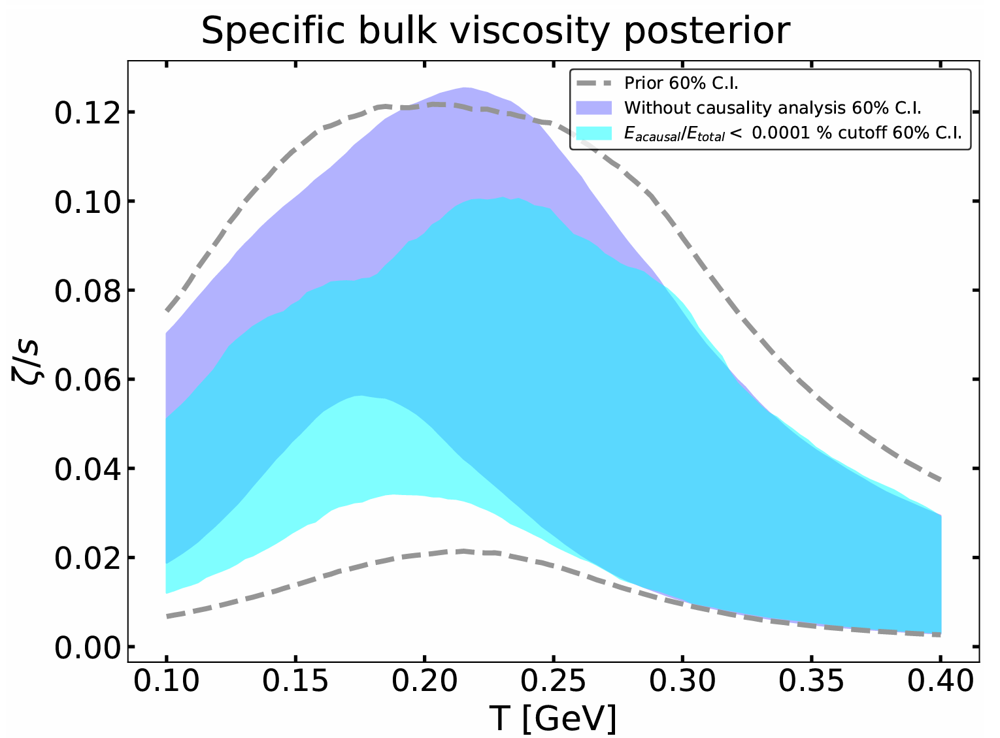 Specific bulk viscosity posterior
Prior 60% C.I.
Without causality analysis 60% C.I.
E_acausal/E_total < 0.0001 % cutoff 60% C.I.
0.12
0.10
0.08
0.06
0.04
0.02
0.00
ζ/s
0.10 0.15 0.20 0.25 0.30 0.35 0.40
T [GeV]